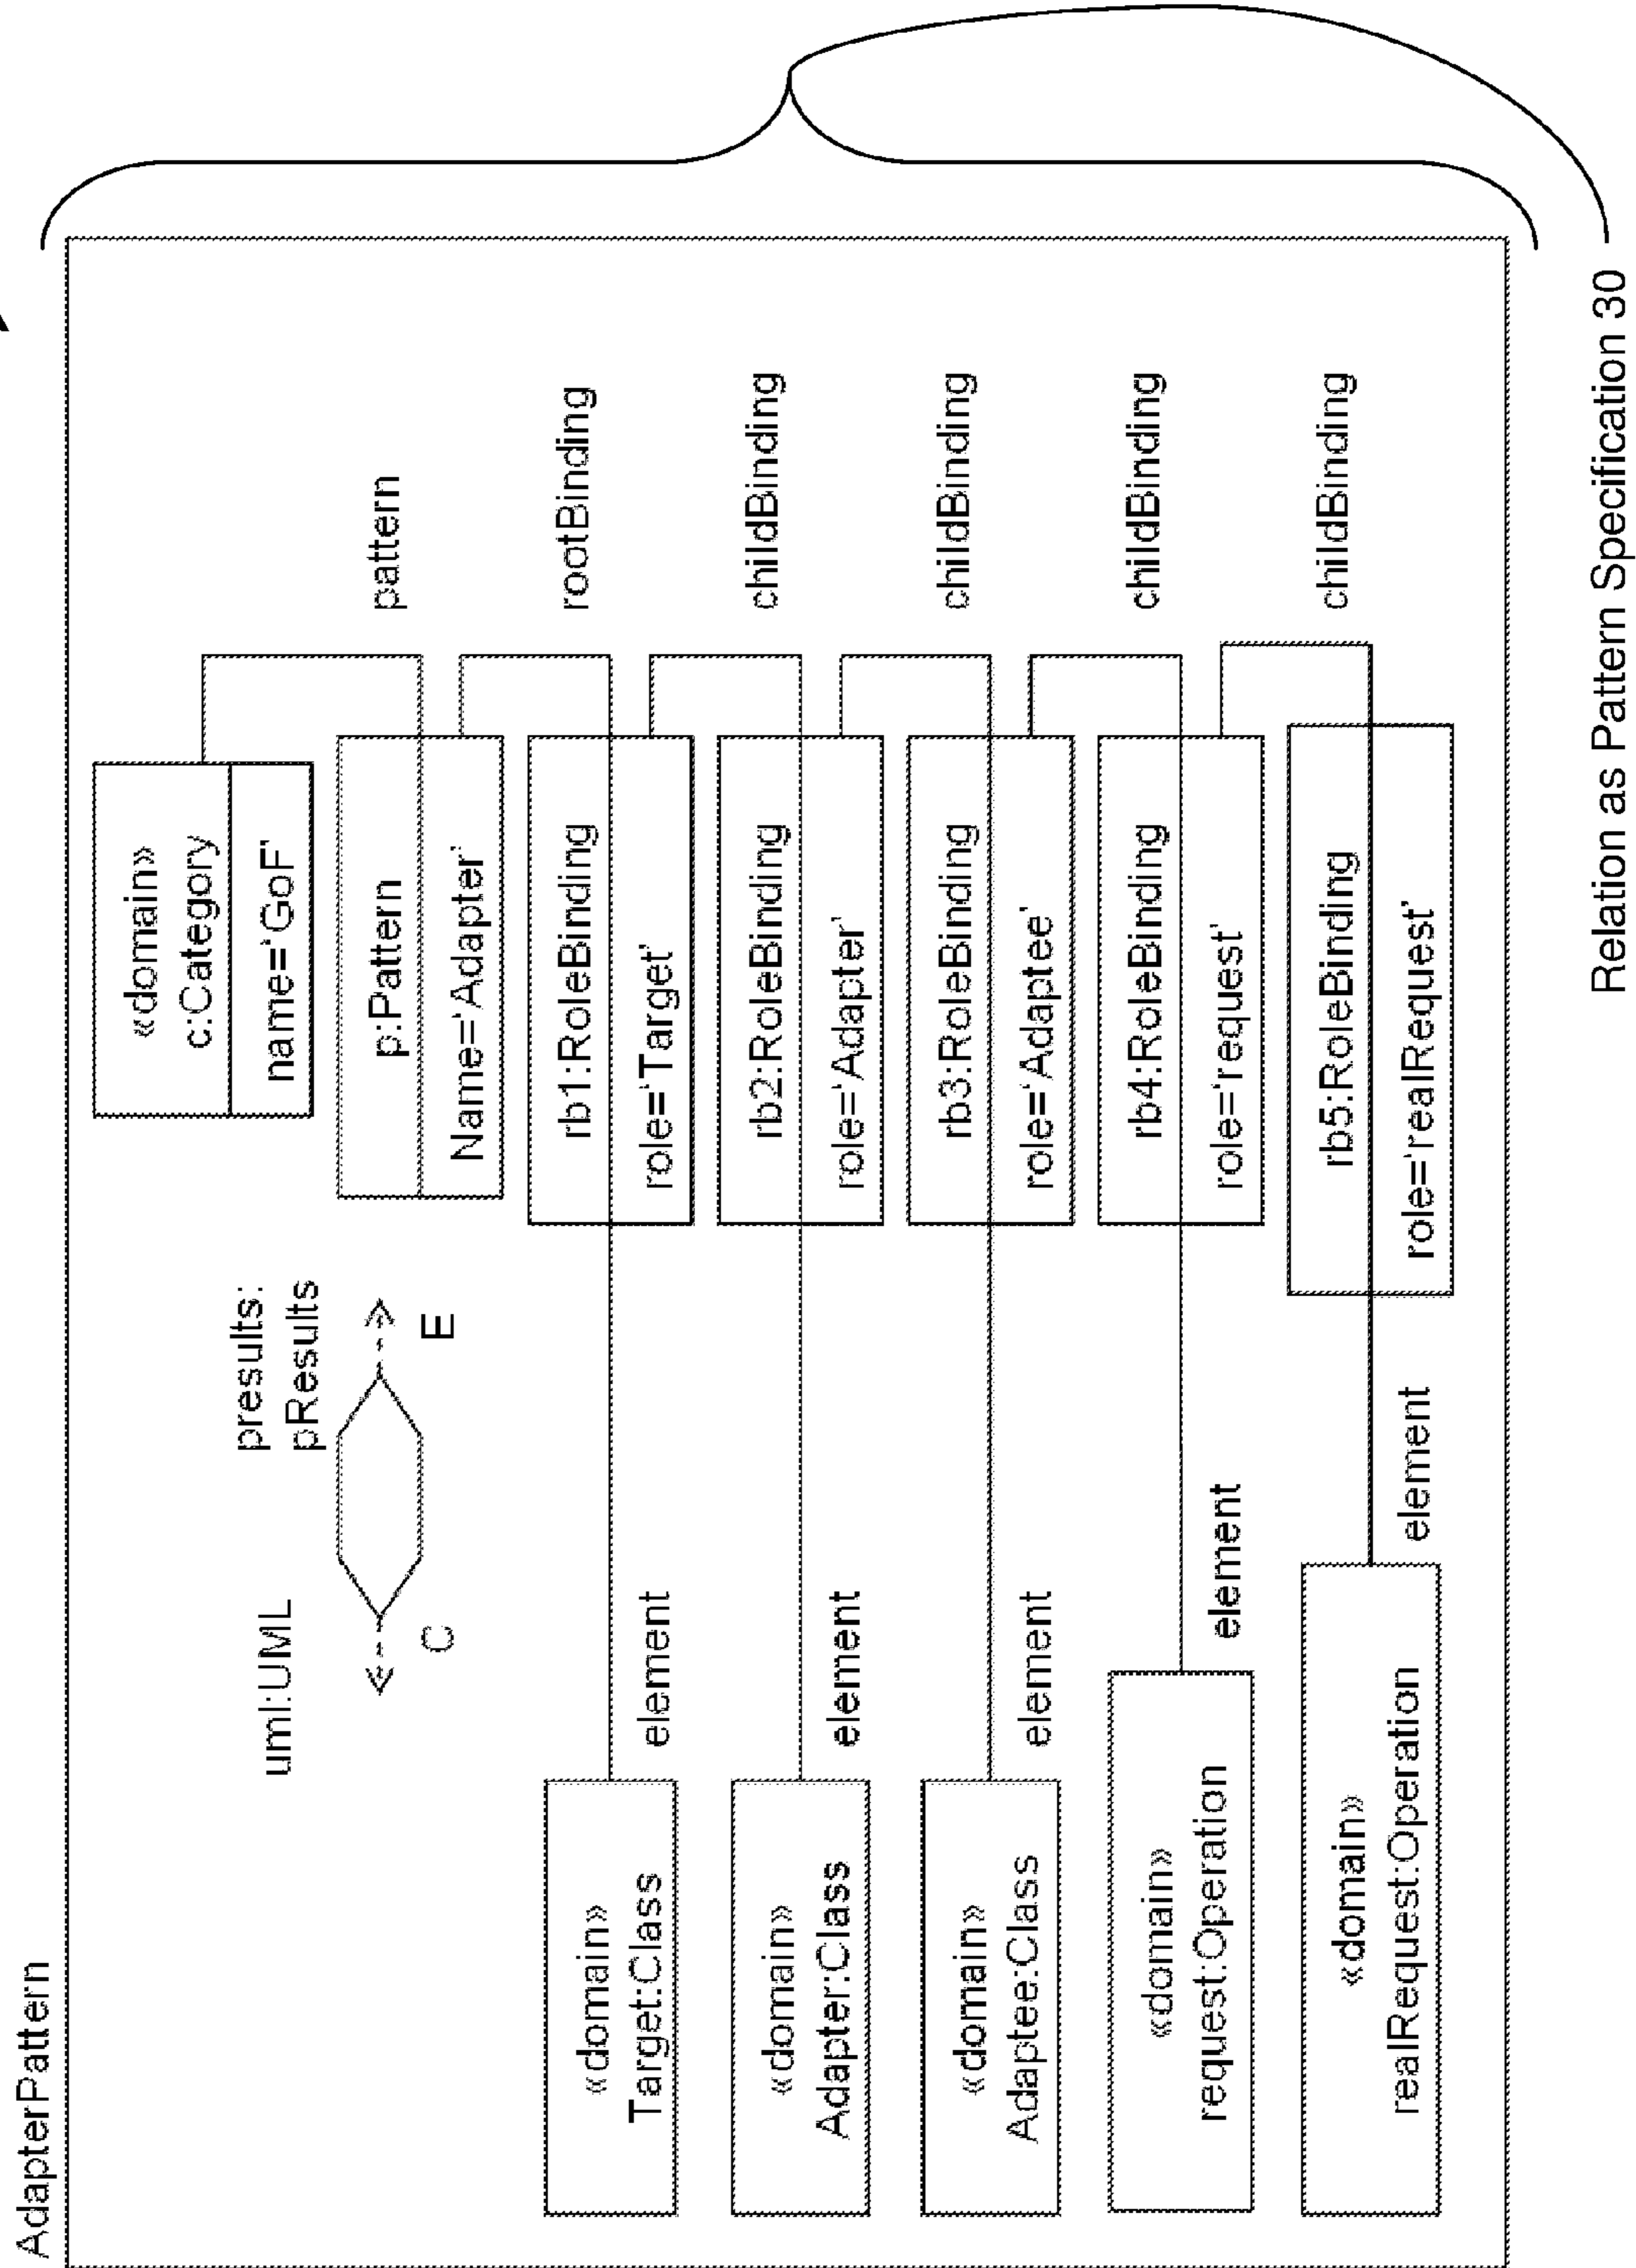 AdapterPattern
uml:UML
presults:
pResults
C
E
«domain»
c:Category
name='GoF'
pattern
p:Pattern
Name='Adapter'
rootBinding
«domain»
Target:Class
element
rb1:RoleBinding
role='Target'
childBinding
«domain»
Adapter:Class
element
rb2:RoleBinding
role='Adapter'
childBinding
«domain»
Adaptee:Class
element
rb3:RoleBinding
role='Adaptee'
childBinding
«domain»
request:Operation
element
rb4:RoleBinding
role='request'
childBinding
«domain»
realRequest:Operation
element
rb5:RoleBinding
role='realRequest'
Relation as Pattern Specification 30